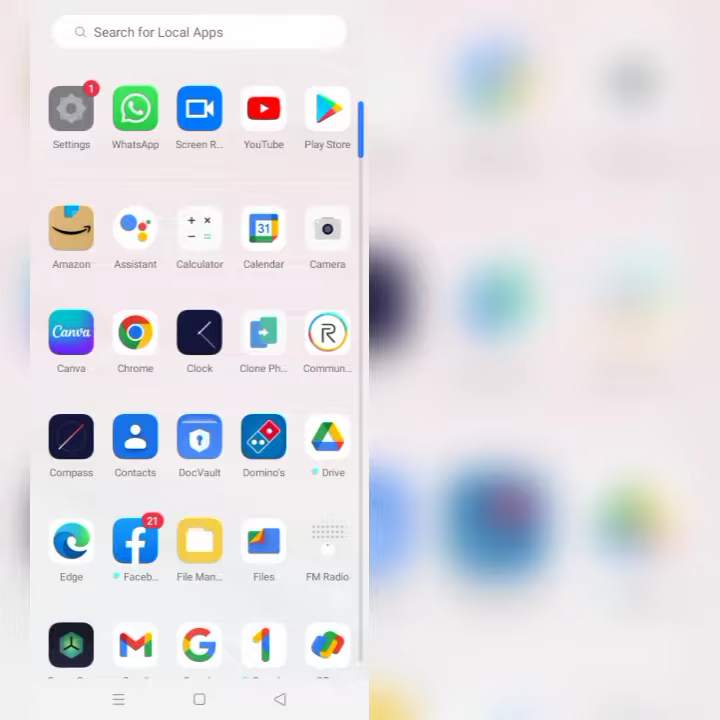 Search for Local Apps
1
Settings WhatsApp Screen R... YouTube Play Store
31
Amazon Assistant Calculator Calendar Camera
Canva
Canva Chrome Clock Clone Ph... Commun...
Compass Contacts DocVault Domino's Drive
21
Edge Faceb... File Man... Files FM Radio